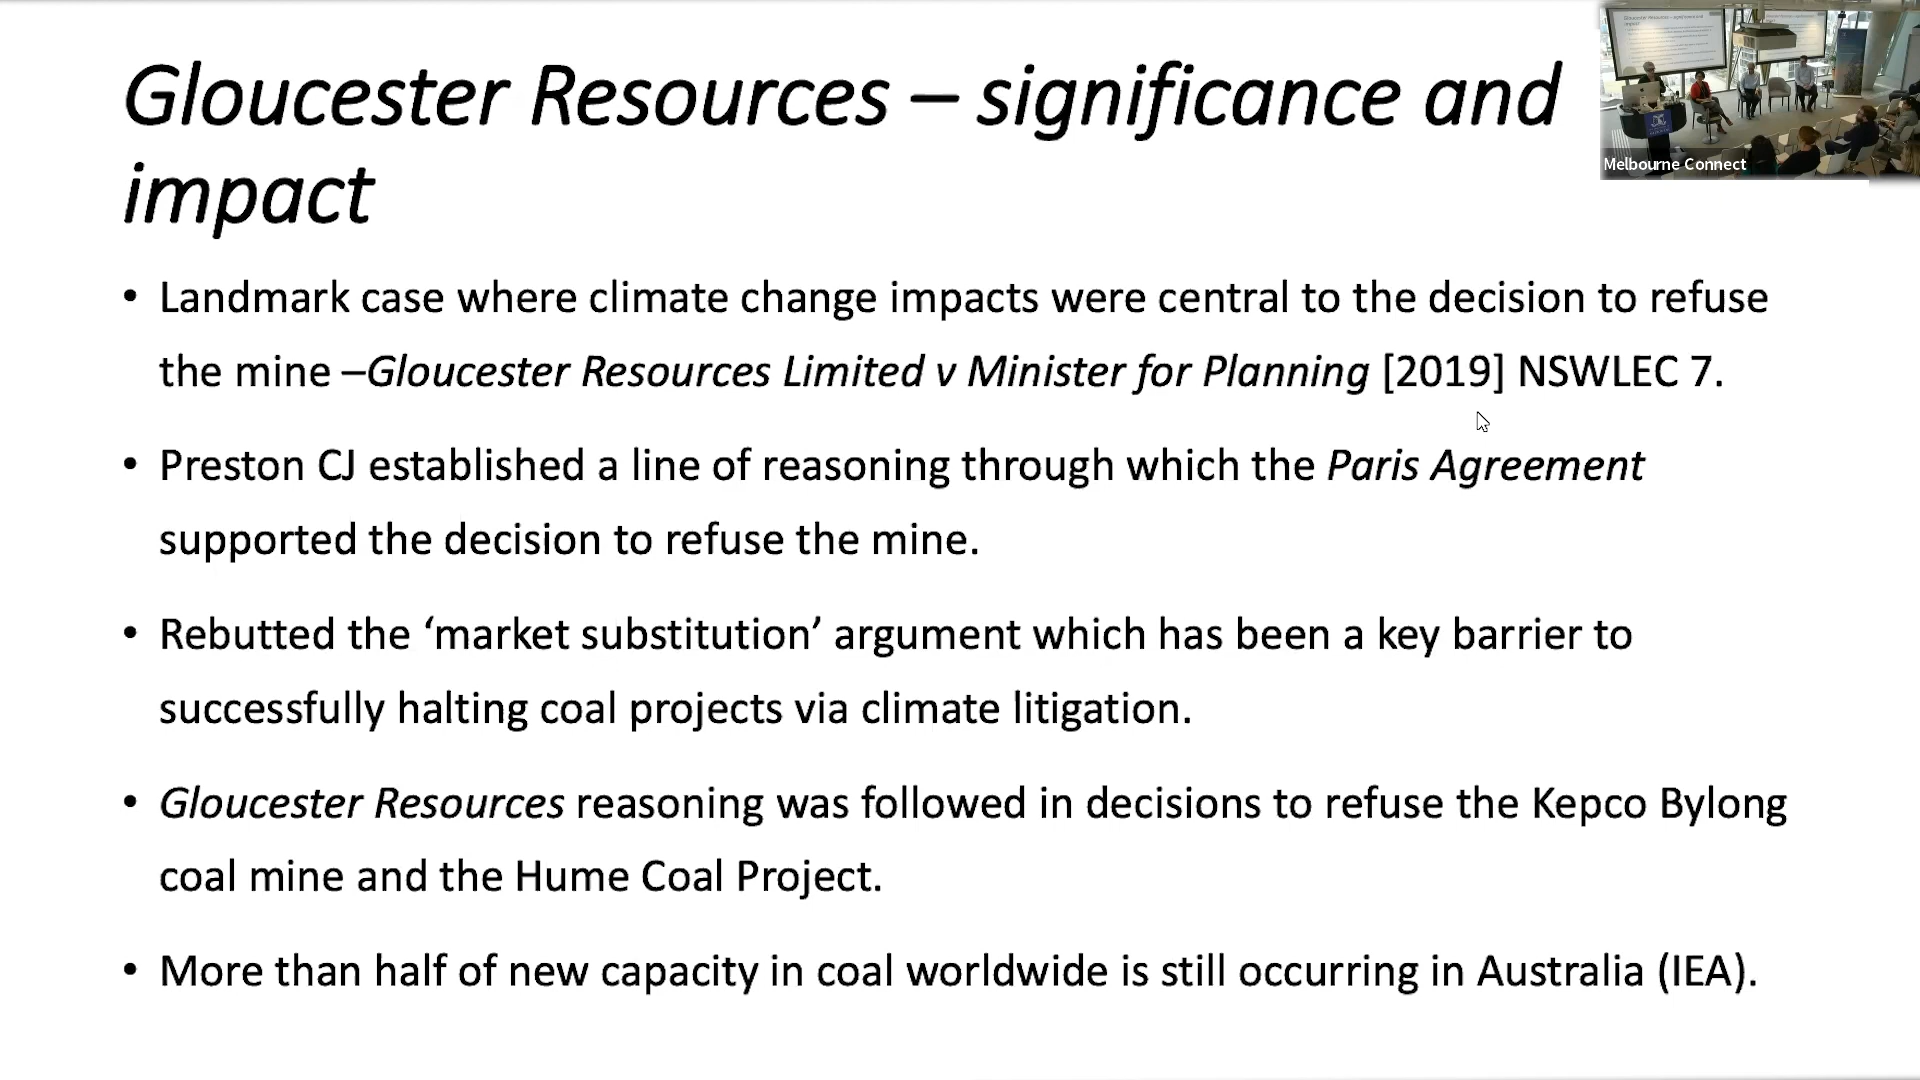 Gloucester Resources – significance and
impact
Melbourne Connect
• Landmark case where climate change impacts were central to the decision to refuse
the mine –Gloucester Resources Limited v Minister for Planning [2019] NSWLEC 7.
• Preston CJ established a line of reasoning through which the Paris Agreement
supported the decision to refuse the mine.
• Rebutted the ‘market substitution’ argument which has been a key barrier to
successfully halting coal projects via climate litigation.
• Gloucester Resources reasoning was followed in decisions to refuse the Kepco Bylong
coal mine and the Hume Coal Project.
• More than half of new capacity in coal worldwide is still occurring in Australia (IEA).